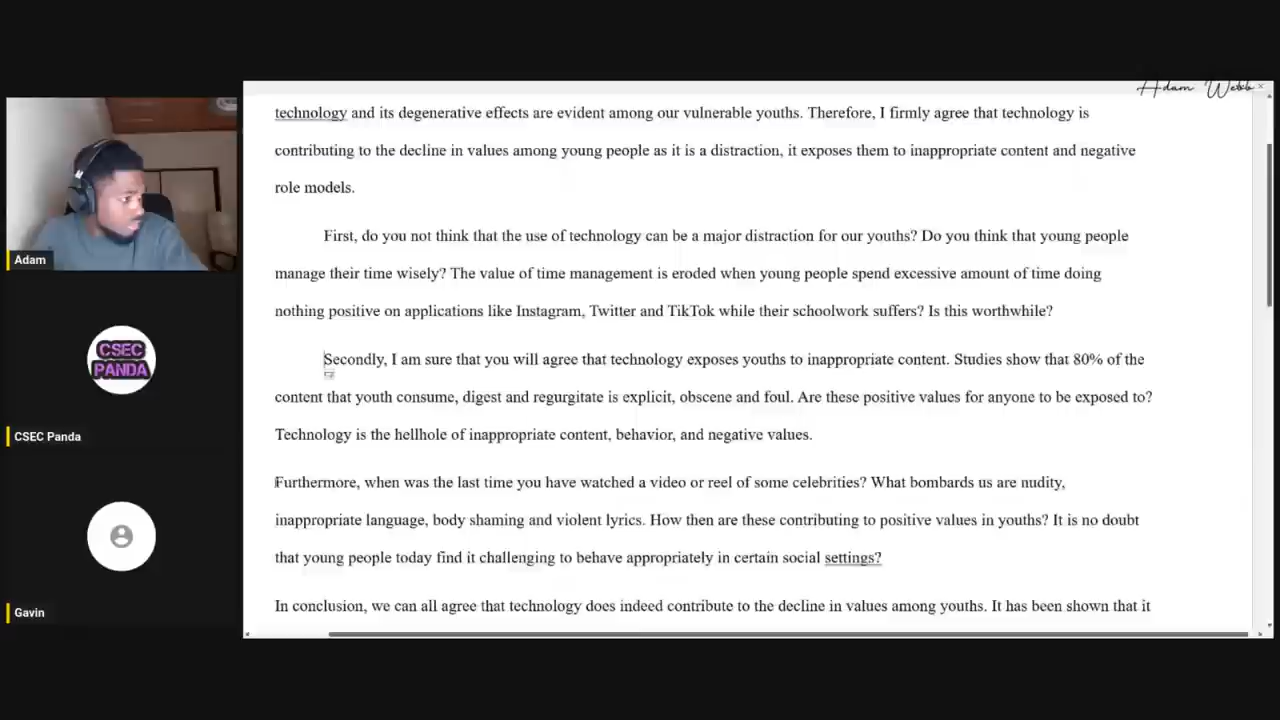 Adam Webb
technology and its degenerative effects are evident among our vulnerable youths. Therefore, I firmly agree that technology is
contributing to the decline in values among young people as it is a distraction, it exposes them to inappropriate content and negative
role models.
First, do you not think that the use of technology can be a major distraction for our youths? Do you think that young people
manage their time wisely? The value of time management is eroded when young people spend excessive amount of time doing
nothing positive on applications like Instagram, Twitter and TikTok while their schoolwork suffers? Is this worthwhile?
Secondly, I am sure that you will agree that technology exposes youths to inappropriate content. Studies show that 80% of the
content that youth consume, digest and regurgitate is explicit, obscene and foul. Are these positive values for anyone to be exposed to?
Technology is the hellhole of inappropriate content, behavior, and negative values.
Furthermore, when was the last time you have watched a video or reel of some celebrities? What bombards us are nudity,
inappropriate language, body shaming and violent lyrics. How then are these contributing to positive values in youths? It is no doubt
that young people today find it challenging to behave appropriately in certain social settings?
In conclusion, we can all agree that technology does indeed contribute to the decline in values among youths. It has been shown that it
Adam
CSEC
PANDA
CSEC Panda
Gavin